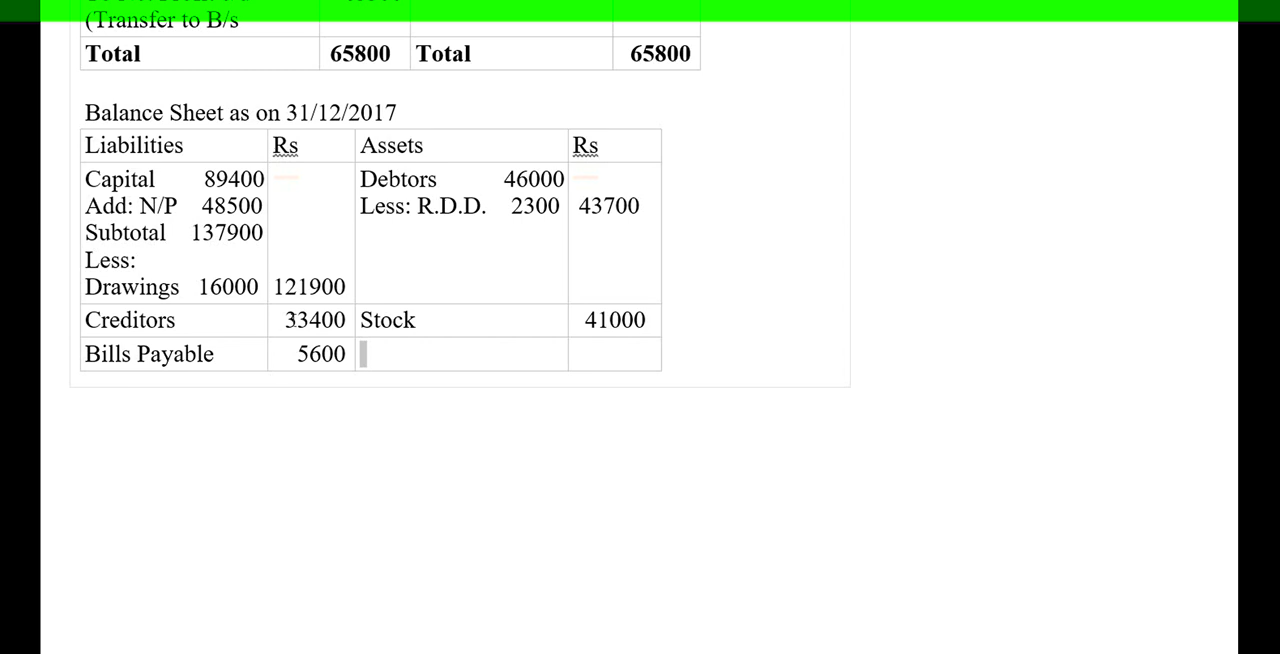 (Transfer to B/s
Total 65800 Total 65800
Balance Sheet as on 31/12/2017
Liabilities Rs Assets Rs
Capital 89400 Debtors 46000
Add: N/P 48500 Less: R.D.D. 2300 43700
Subtotal 137900
Less:
Drawings 16000 121900
Creditors 33400 Stock 41000
Bills Payable 5600